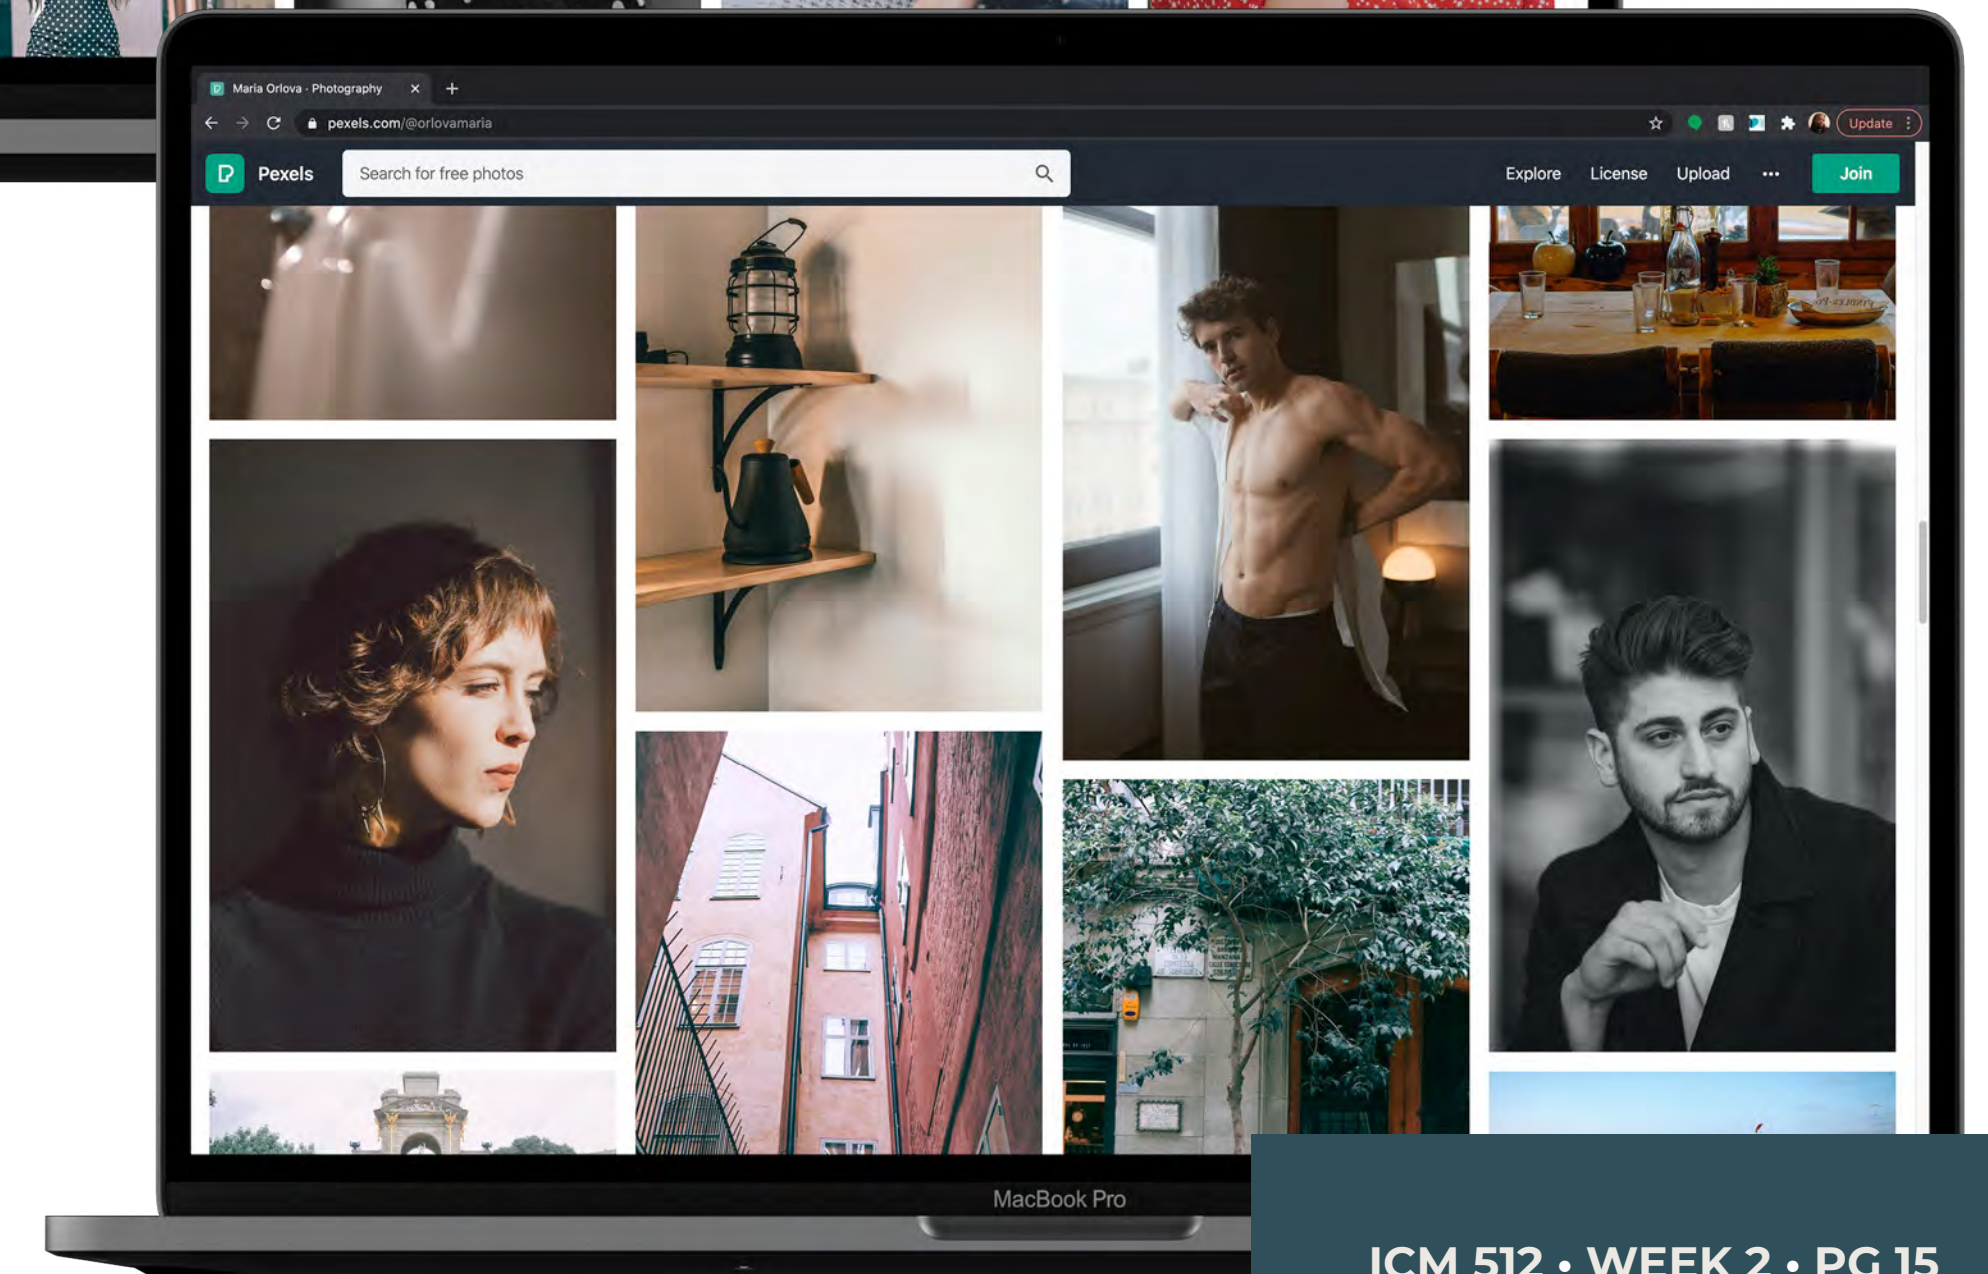 Maria Orlova · Photography
pexels.com/@orlovamaria
Update
Pexels
Search for free photos
Explore License Upload ••• Join
MacBook Pro
ICM 512 • WEEK 2 • PG 15